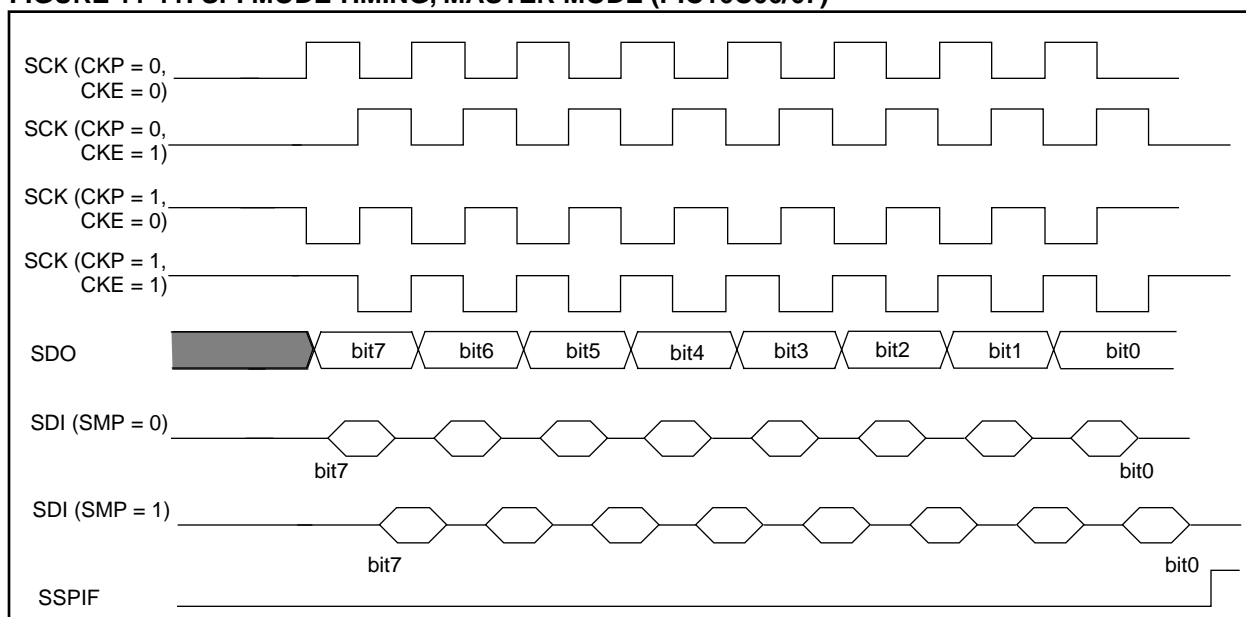 SCK (CKP = 0,
CKE = 0)
SCK (CKP = 0,
CKE = 1)
SCK (CKP = 1,
CKE = 0)
SCK (CKP = 1,
CKE = 1)
SDO
bit7 bit6 bit5 bit4 bit3 bit2 bit1 bit0
SDI (SMP = 0)
bit7 bit0
SDI (SMP = 1)
bit7 bit0
SSPIF